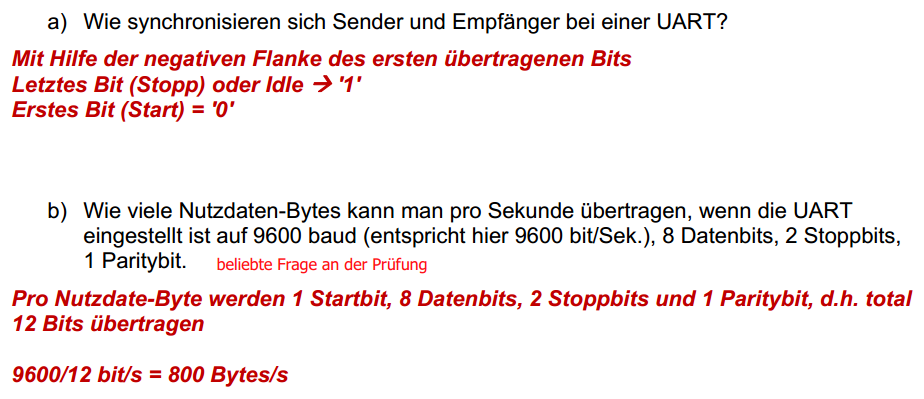 a) Wie synchronisieren sich Sender und Empfänger bei einer UART?
Mit Hilfe der negativen Flanke des ersten übertragenen Bits
Letztes Bit (Stopp) oder Idle → '1'
Erstes Bit (Start) = '0'
b) Wie viele Nutzdaten-Bytes kann man pro Sekunde übertragen, wenn die UART
eingestellt ist auf 9600 baud (entspricht hier 9600 bit/Sek.), 8 Datenbits, 2 Stoppbits,
1 Paritybit. beliebte Frage an der Prüfung
Pro Nutzdate-Byte werden 1 Startbit, 8 Datenbits, 2 Stoppbits und 1 Paritybit, d.h. total
12 Bits übertragen
9600/12 bit/s = 800 Bytes/s